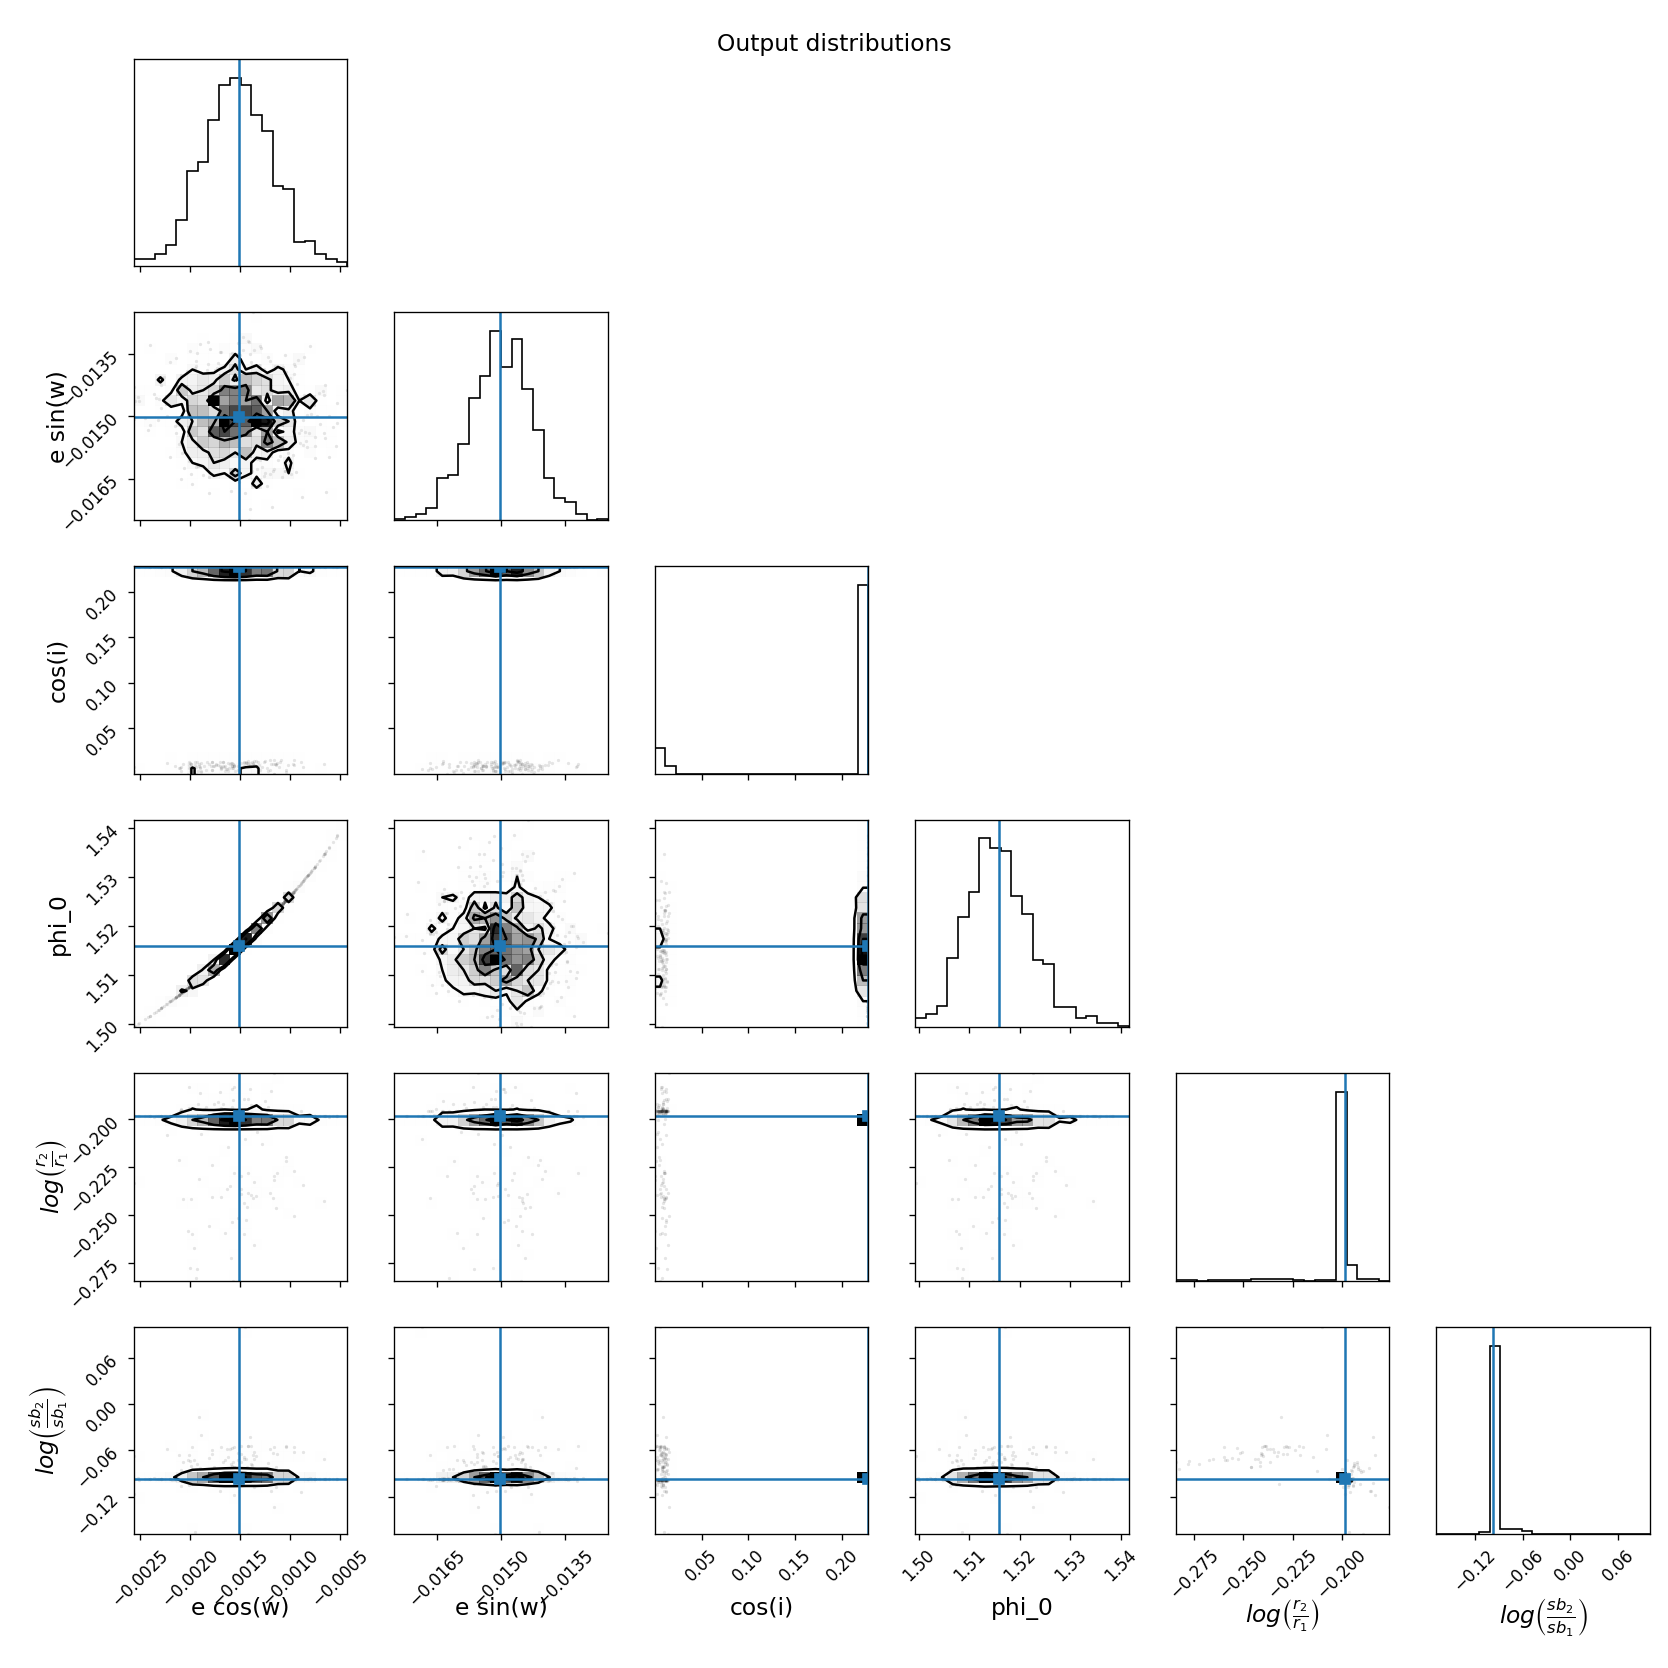 Output distributions
e sin(w)
−0.0135
−0.0150
−0.0165
cos(i)
0.20
0.15
0.10
0.05
phi_0
1.54
1.53
1.52
1.51
1.50
log(r₂/r₁)
−0.200
−0.225
−0.250
−0.275
log(sb₂/sb₁)
0.06
0.00
−0.06
−0.12
−0.0025 −0.0020 −0.0015 −0.0010 −0.0005
e cos(w)
−0.0165 −0.0150 −0.0135
e sin(w)
0.05 0.10 0.15 0.20
cos(i)
1.50 1.51 1.52 1.53 1.54
phi_0
−0.275 −0.250 −0.225 −0.200
log(r₂/r₁)
−0.12 −0.06 0.00 0.06
log(sb₂/sb₁)